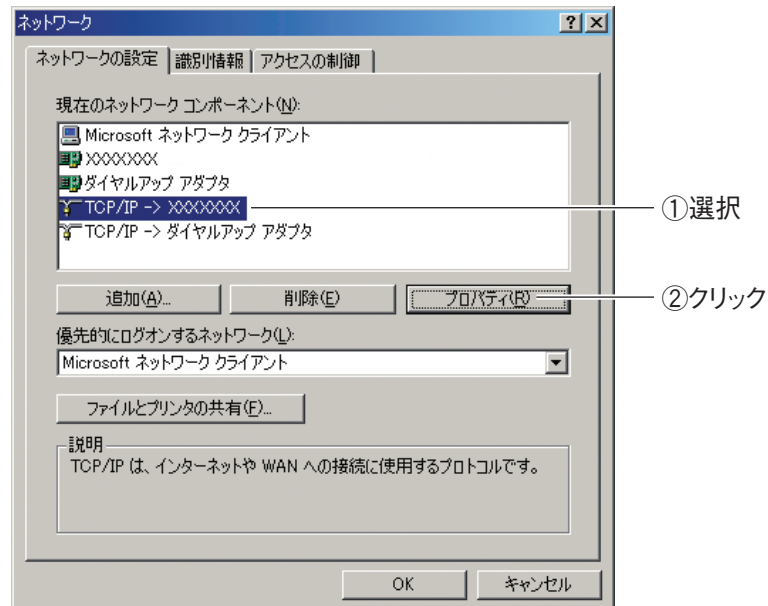 ネットワーク
ネットワークの設定 識別情報 アクセスの制御
現在のネットワーク コンポーネント(N):
Microsoft ネットワーク クライアント
XXXXXXX
ダイヤルアップ アダプタ
TCP/IP -> XXXXXXX
①選択
TCP/IP -> ダイヤルアップ アダプタ
追加(A)... 削除(E) プロパティ(R)
②クリック
優先的にログオンするネットワーク(L):
Microsoft ネットワーク クライアント
ファイルとプリンタの共有(F)...
説明
TCP/IP は、インターネットや WAN への接続に使用するプロトコルです。
OK キャンセル